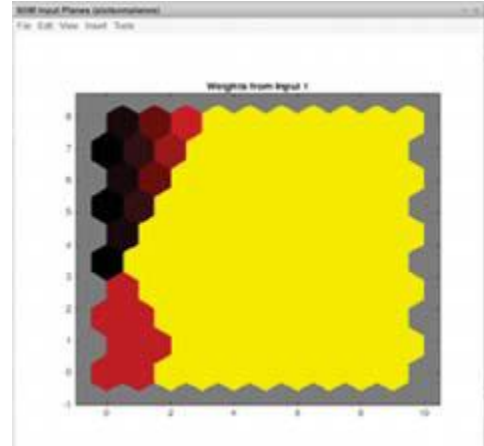 SOM Input Planes (plotsomplanes)
File Edit View Insert Tools
Weights from Input 1
8
7
6
5
4
3
2
1
0
-1
0 2 4 6 8 10